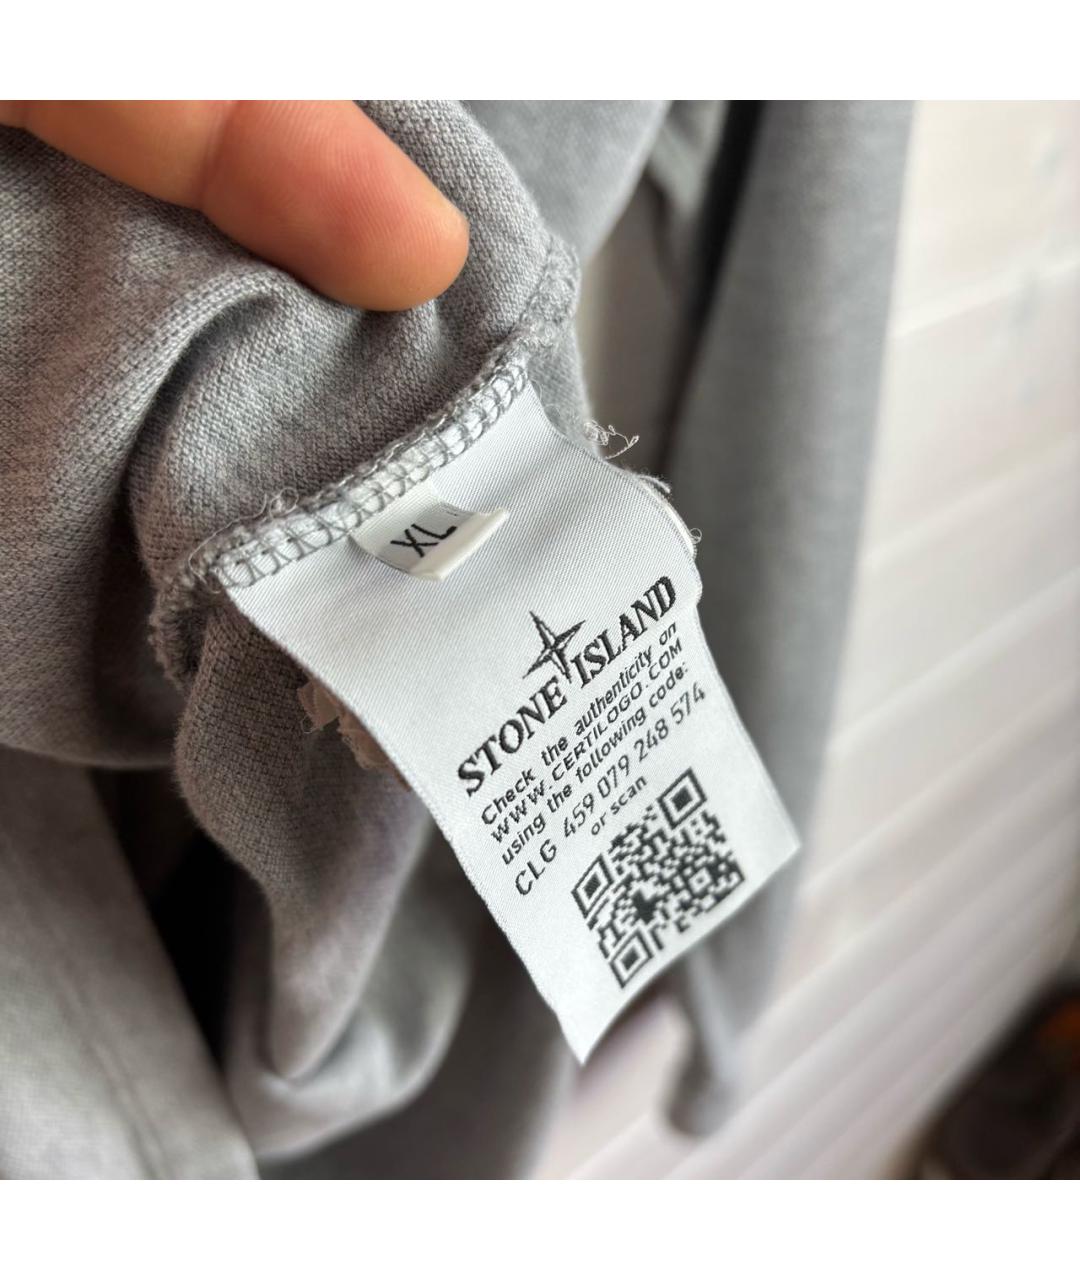 XL
STONE ISLAND
Check the authenticity on
WWW.CERTILOGO.COM
using the following code:
CLG 459 079 248 574
or scan